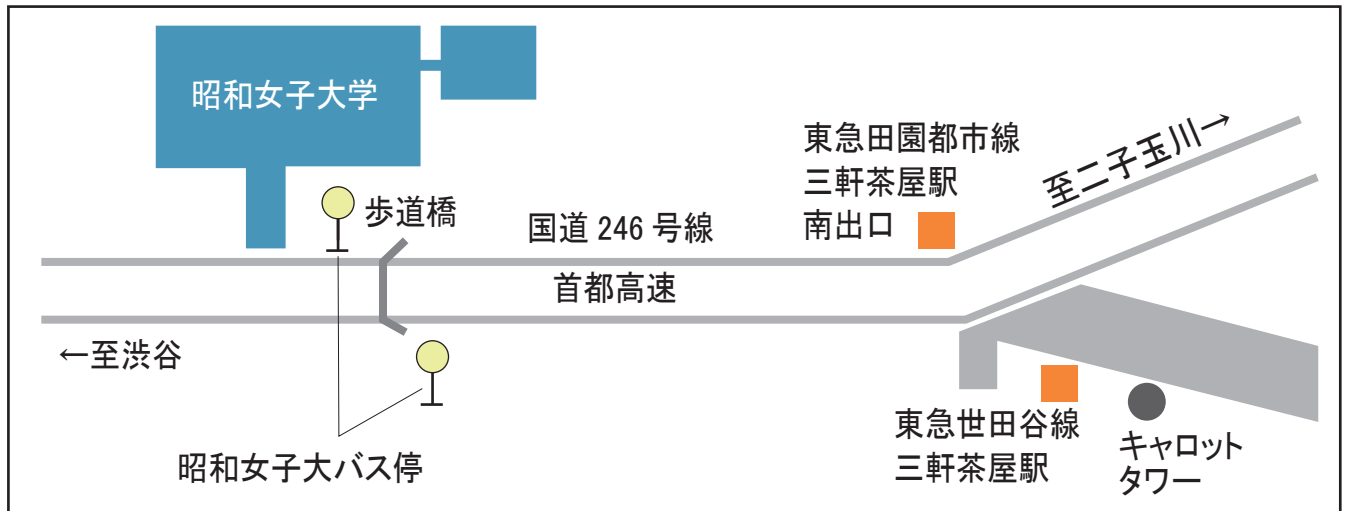 昭和女子大学
東急田園都市線
三軒茶屋駅
南出口
至二子玉川→
歩道橋
国道 246 号線
首都高速
←至渋谷
昭和女子大バス停
東急世田谷線
三軒茶屋駅
キャロット
タワー